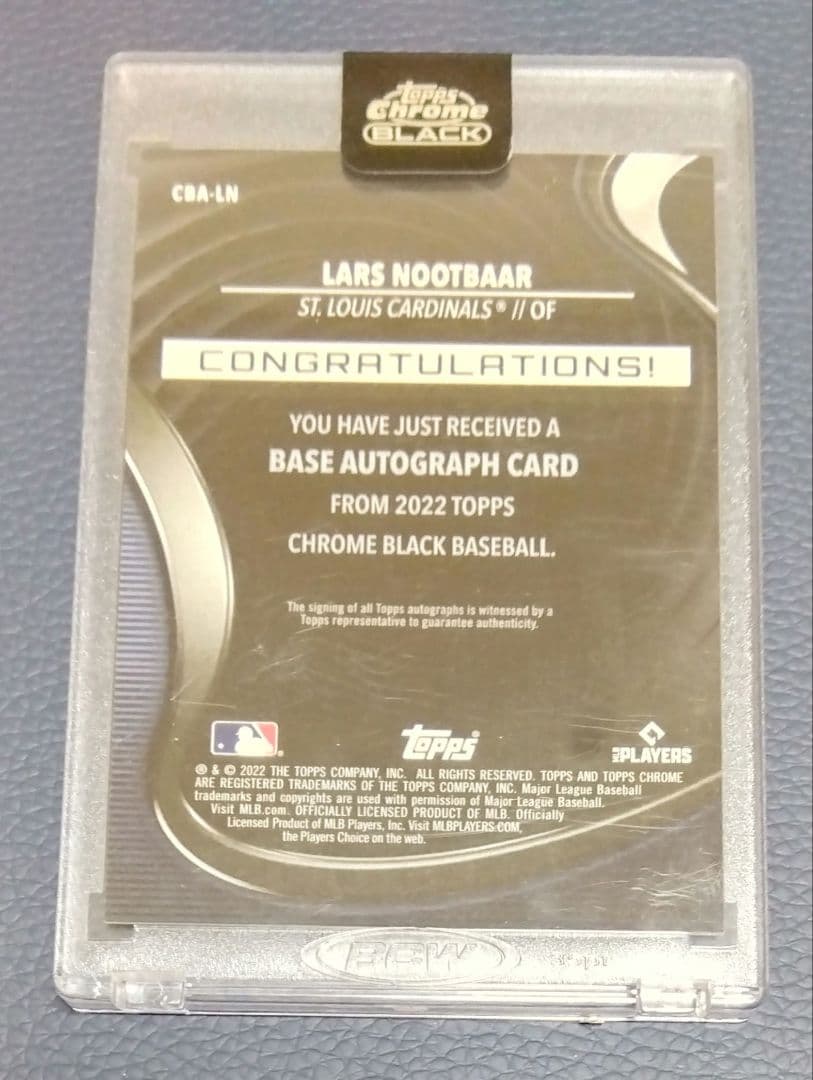 Topps
Chrome
BLACK
CBA-LN
LARS NOOTBAAR
ST. LOUIS CARDINALS® // OF
CONGRATULATIONS!
YOU HAVE JUST RECEIVED A
BASE AUTOGRAPH CARD
FROM 2022 TOPPS
CHROME BLACK BASEBALL.
The signing of all Topps autographs is witnessed by a
Topps representative to guarantee authenticity.
Topps
PLAYERS
® & © 2022 THE TOPPS COMPANY, INC. ALL RIGHTS RESERVED. TOPPS AND TOPPS CHROME
ARE REGISTERED TRADEMARKS OF THE TOPPS COMPANY, INC. Major League Baseball
trademarks and copyrights are used with permission of Major League Baseball.
Visit MLB.com. OFFICIALLY LICENSED PRODUCT OF MLB. Officially
Licensed Product of MLB Players, Inc. Visit MLBPLAYERS.COM,
the Players Choice on the web.
BCW